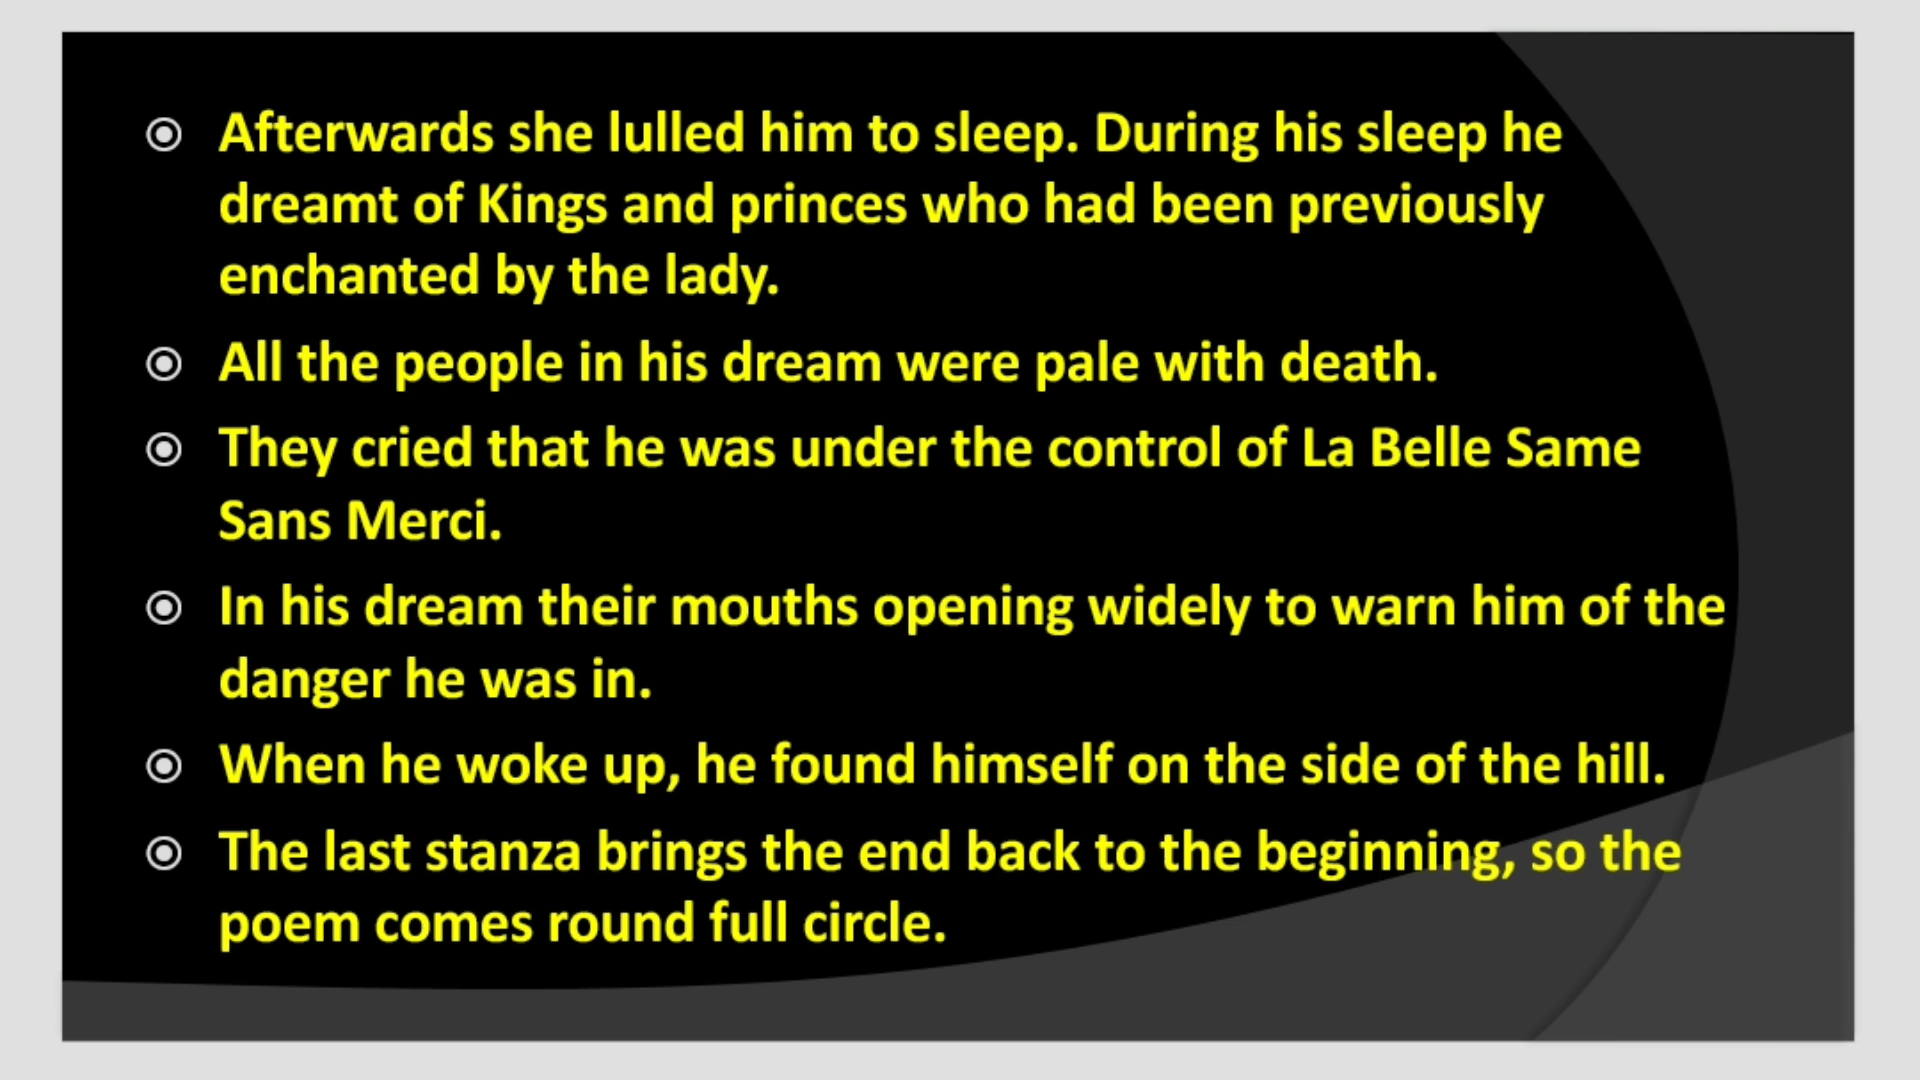 Afterwards she lulled him to sleep. During his sleep he
dreamt of Kings and princes who had been previously
enchanted by the lady.
All the people in his dream were pale with death.
They cried that he was under the control of La Belle Same
Sans Merci.
In his dream their mouths opening widely to warn him of the
danger he was in.
When he woke up, he found himself on the side of the hill.
The last stanza brings the end back to the beginning, so the
poem comes round full circle.